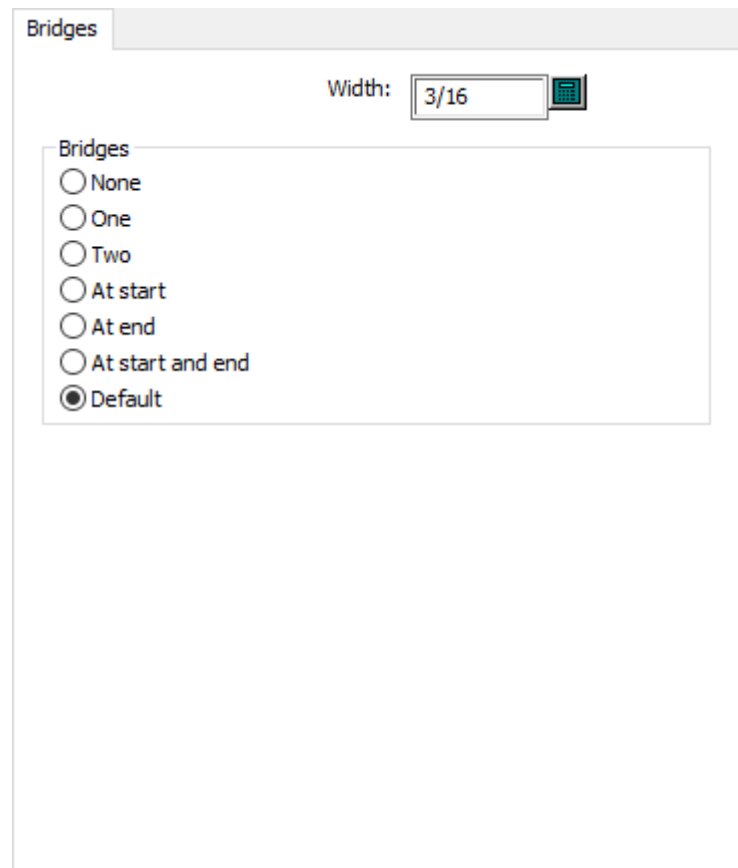 Bridges
Width: 3/16
Bridges
None
One
Two
At start
At end
At start and end
Default